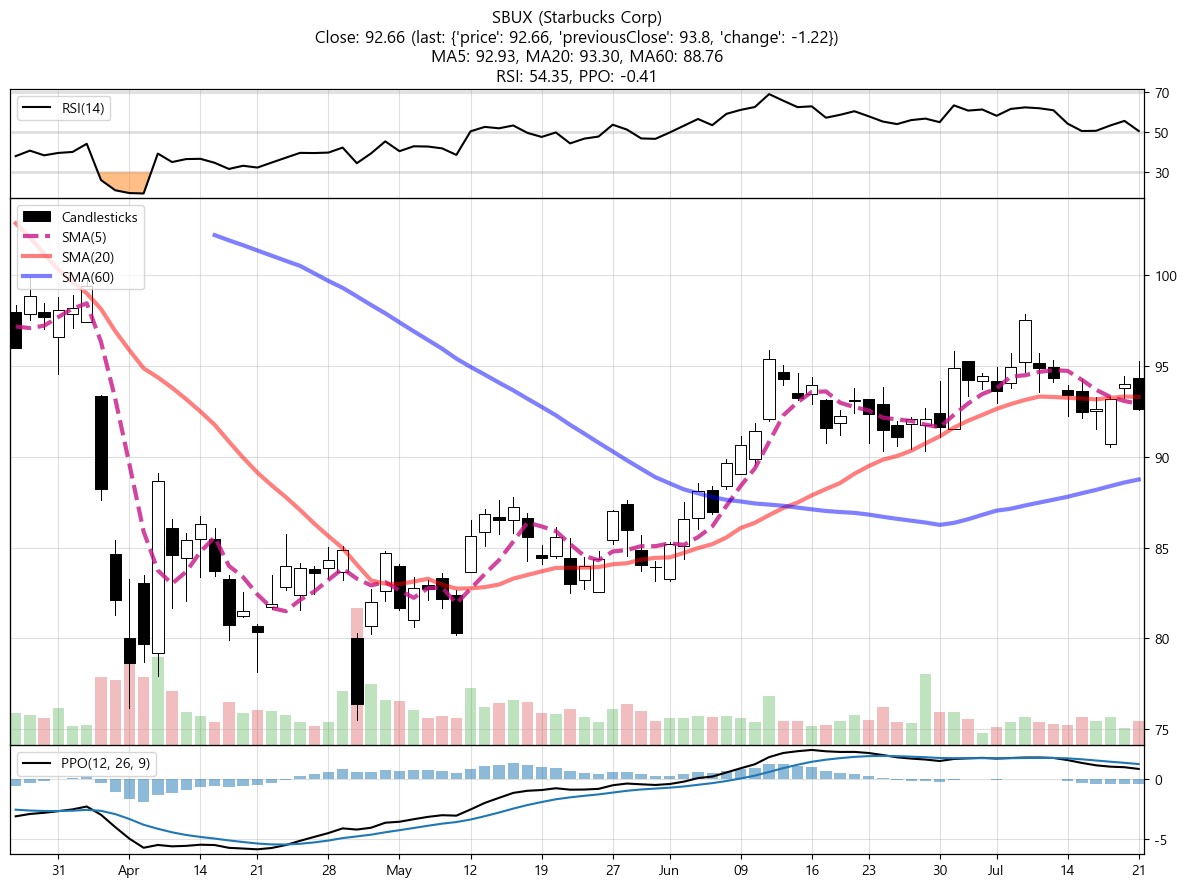 SBUX (Starbucks Corp)
Close: 92.66 (last: {'price': 92.66, 'previousClose': 93.8, 'change': -1.22})
MA5: 92.93, MA20: 93.30, MA60: 88.76
RSI: 54.35, PPO: -0.41
RSI(14)
70
50
30
Candlesticks
SMA(5)
SMA(20)
SMA(60)
100
95
90
85
80
75
PPO(12, 26, 9)
0
-5
31 Apr 14 21 28 May 12 19 27 Jun 09 16 23 30 Jul 14 21